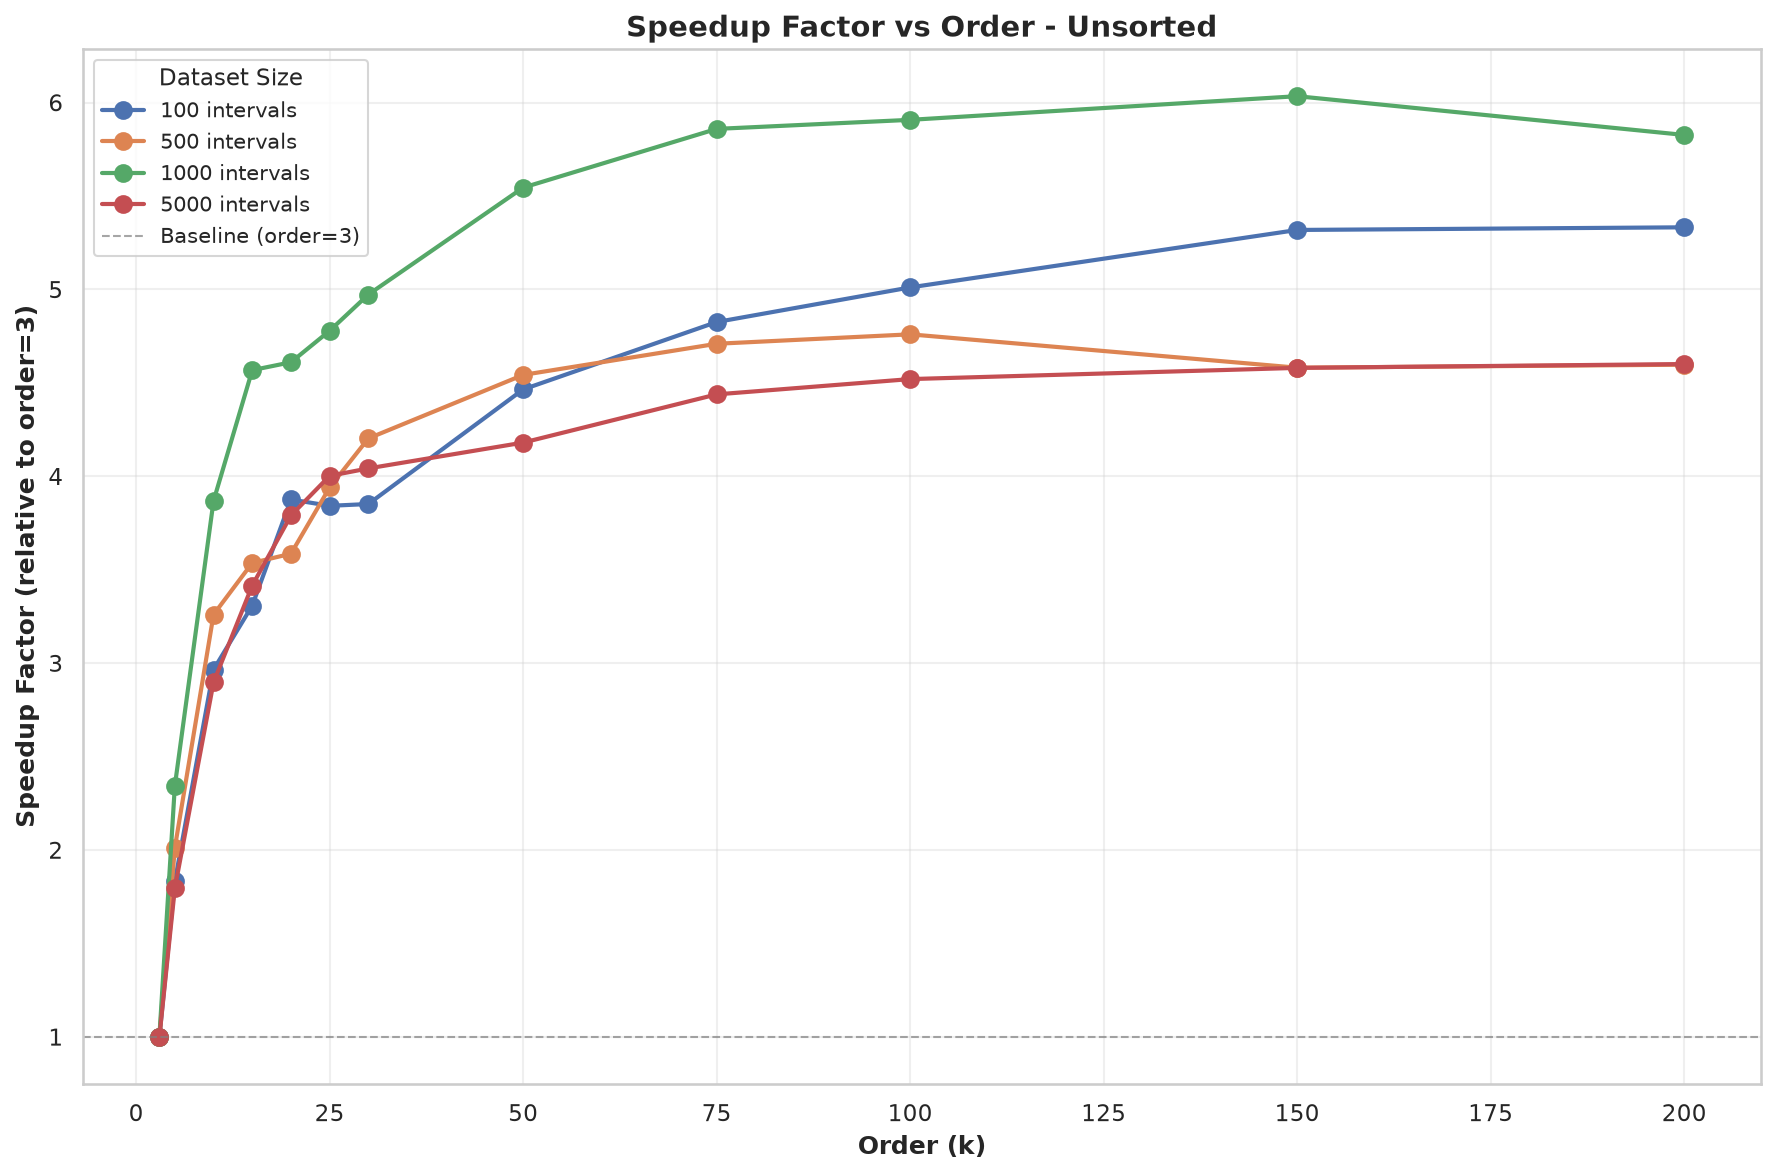 Speedup Factor vs Order - Unsorted
Dataset Size
100 intervals
500 intervals
1000 intervals
5000 intervals
Baseline (order=3)
Speedup Factor (relative to order=3)
6
5
4
3
2
1
0 25 50 75 100 125 150 175 200
Order (k)